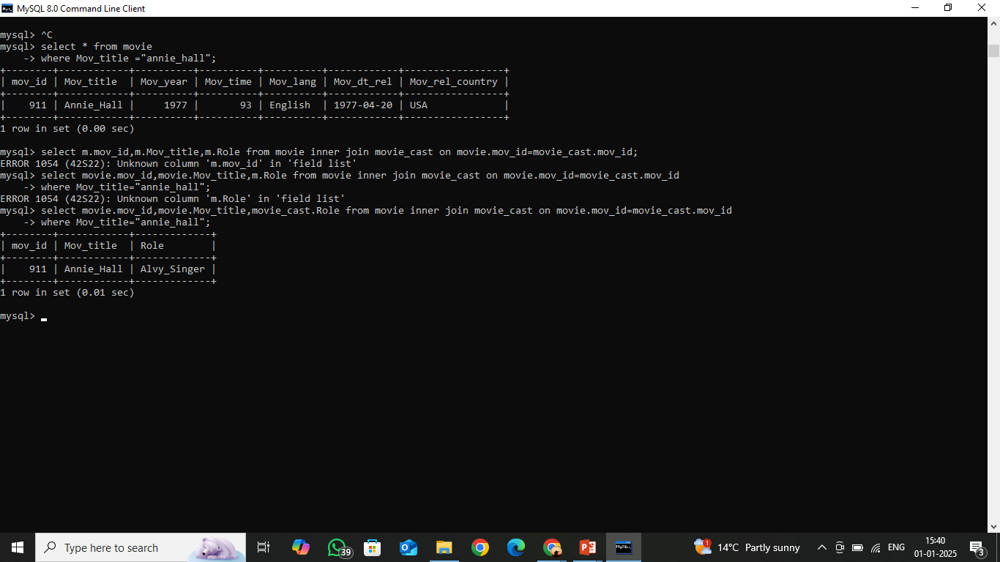 MySQL 8.0 Command Line Client
mysql> ^C
mysql> select * from movie
    -> where Mov_title ="annie_hall";
+--------+------------+----------+----------+----------+------------+-----------------+
| mov_id | Mov_title  | Mov_year | Mov_time | Mov_lang | Mov_dt_rel | Mov_rel_country |
+--------+------------+----------+----------+----------+------------+-----------------+
|    911 | Annie_Hall |     1977 |       93 | English  | 1977-04-20 | USA             |
+--------+------------+----------+----------+----------+------------+-----------------+
1 row in set (0.00 sec)
mysql> select m.mov_id,m.Mov_title,m.Role from movie inner join movie_cast on movie.mov_id=movie_cast.mov_id;
ERROR 1054 (42S22): Unknown column 'm.mov_id' in 'field list'
mysql> select movie.mov_id,movie.Mov_title,m.Role from movie inner join movie_cast on movie.mov_id=movie_cast.mov_id
    -> where Mov_title="annie_hall";
ERROR 1054 (42S22): Unknown column 'm.Role' in 'field list'
mysql> select movie.mov_id,movie.Mov_title,movie_cast.Role from movie inner join movie_cast on movie.mov_id=movie_cast.mov_id
    -> where Mov_title="annie_hall";
+--------+------------+-------------+
| mov_id | Mov_title  | Role        |
+--------+------------+-------------+
|    911 | Annie_Hall | Alvy_Singer |
+--------+------------+-------------+
1 row in set (0.01 sec)
mysql>
Type here to search
39
1
14°C Partly sunny
ENG
15:40
01-01-2025
3